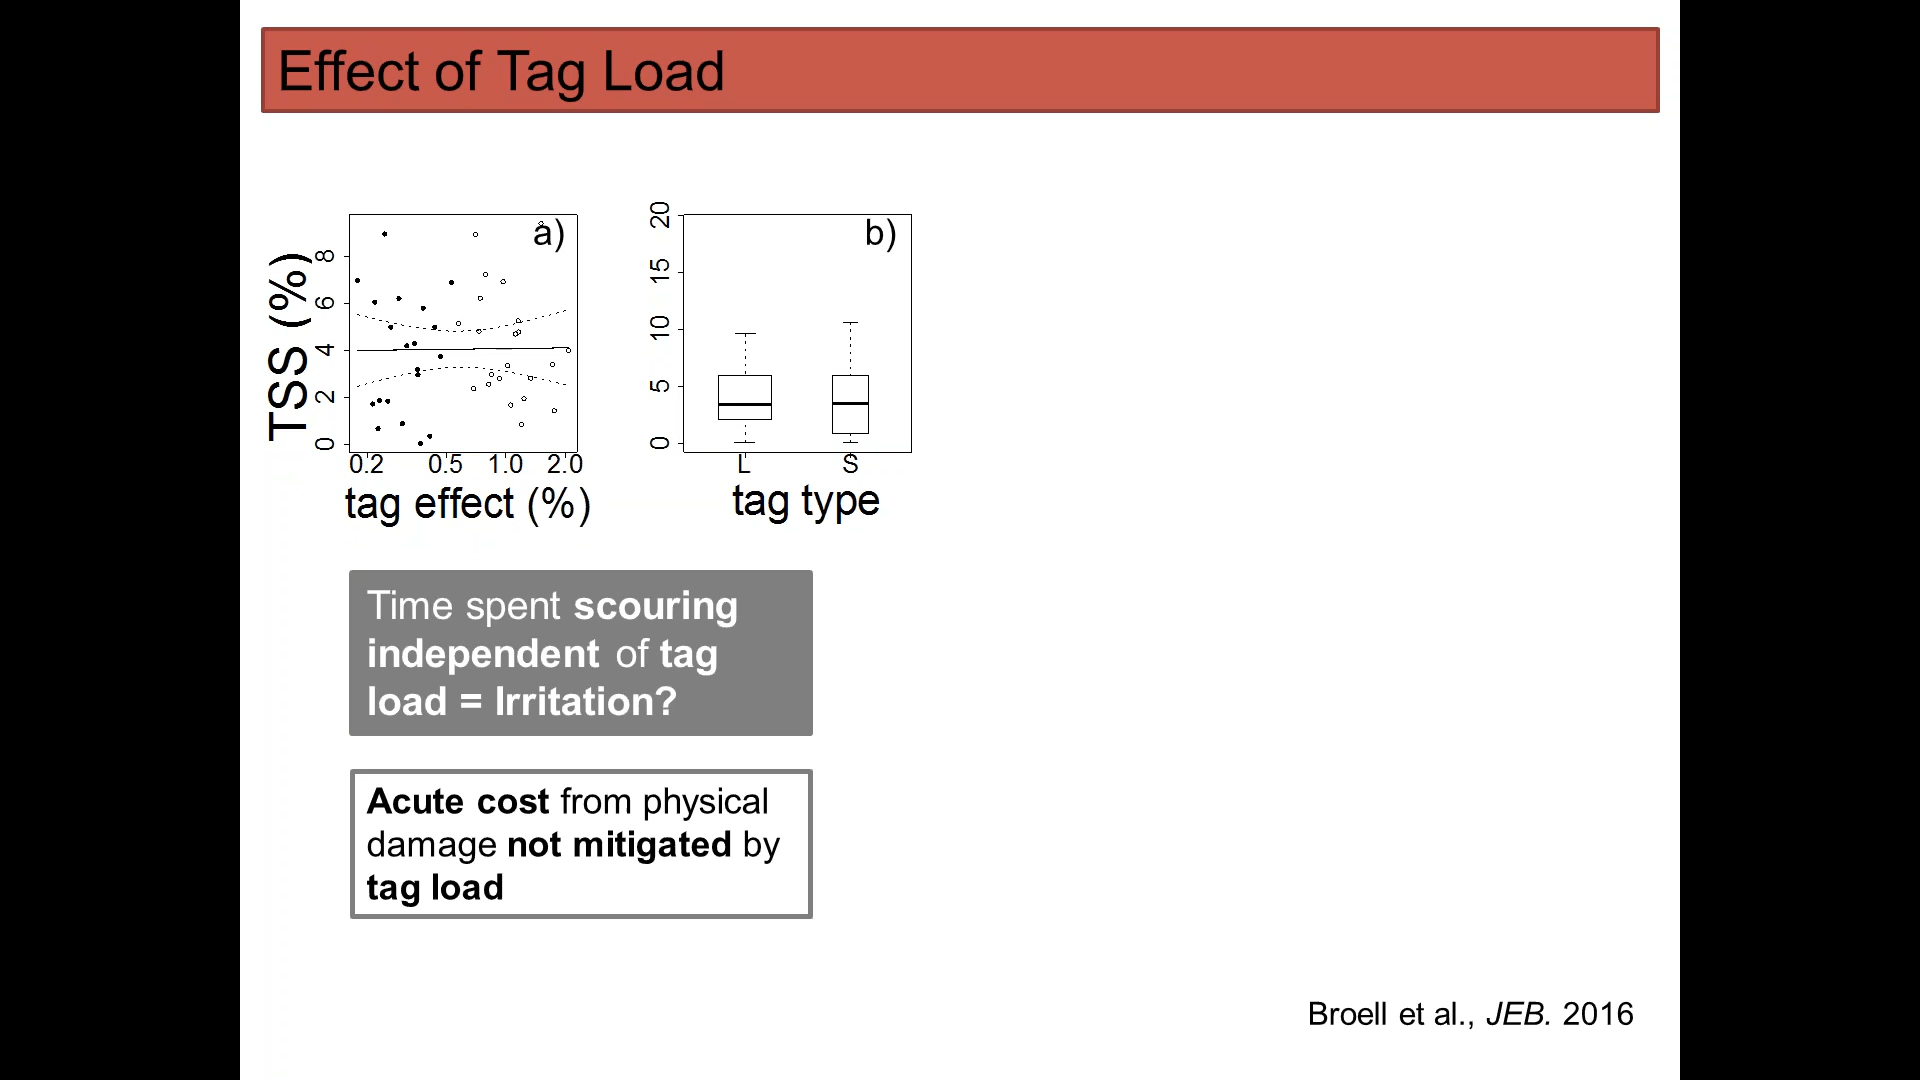 Effect of Tag Load
a)
TSS (%)
8
6
4
2
0
0.2 0.5 1.0 2.0
tag effect (%)
b)
20
15
10
5
0
L S
tag type
Time spent scouring
independent of tag
load = Irritation?
Acute cost from physical
damage not mitigated by
tag load
Broell et al., JEB. 2016